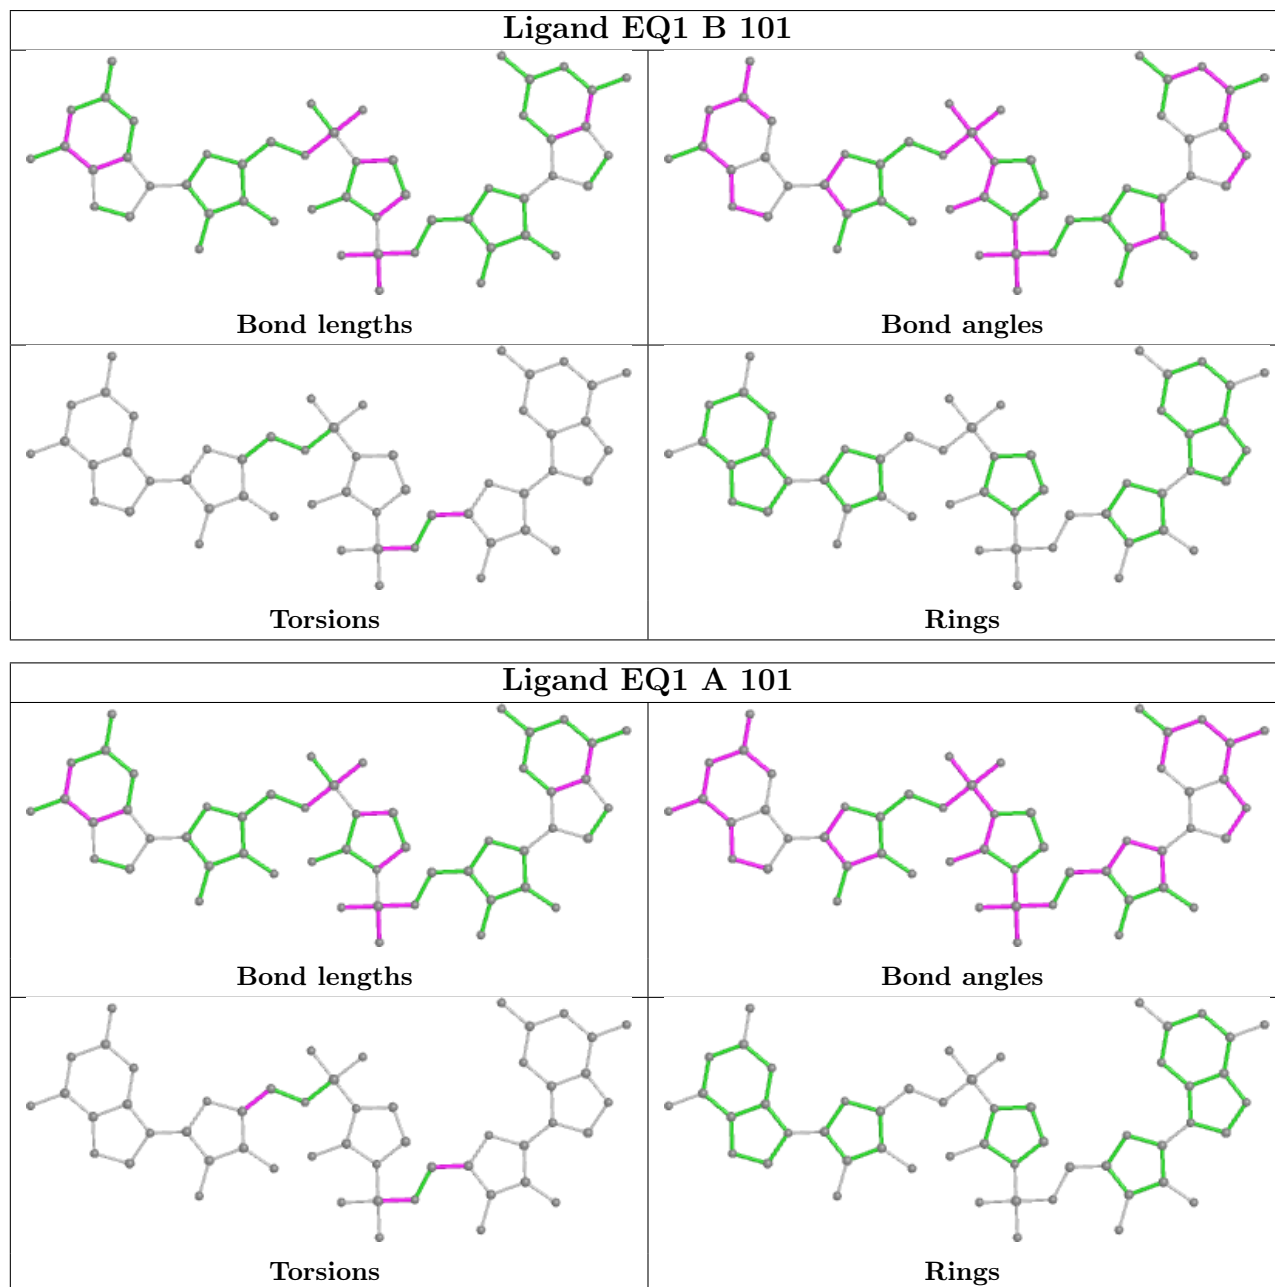 Ligand EQ1 B 101
Bond lengths
Bond angles
Torsions
Rings
Ligand EQ1 A 101
Bond lengths
Bond angles
Torsions
Rings